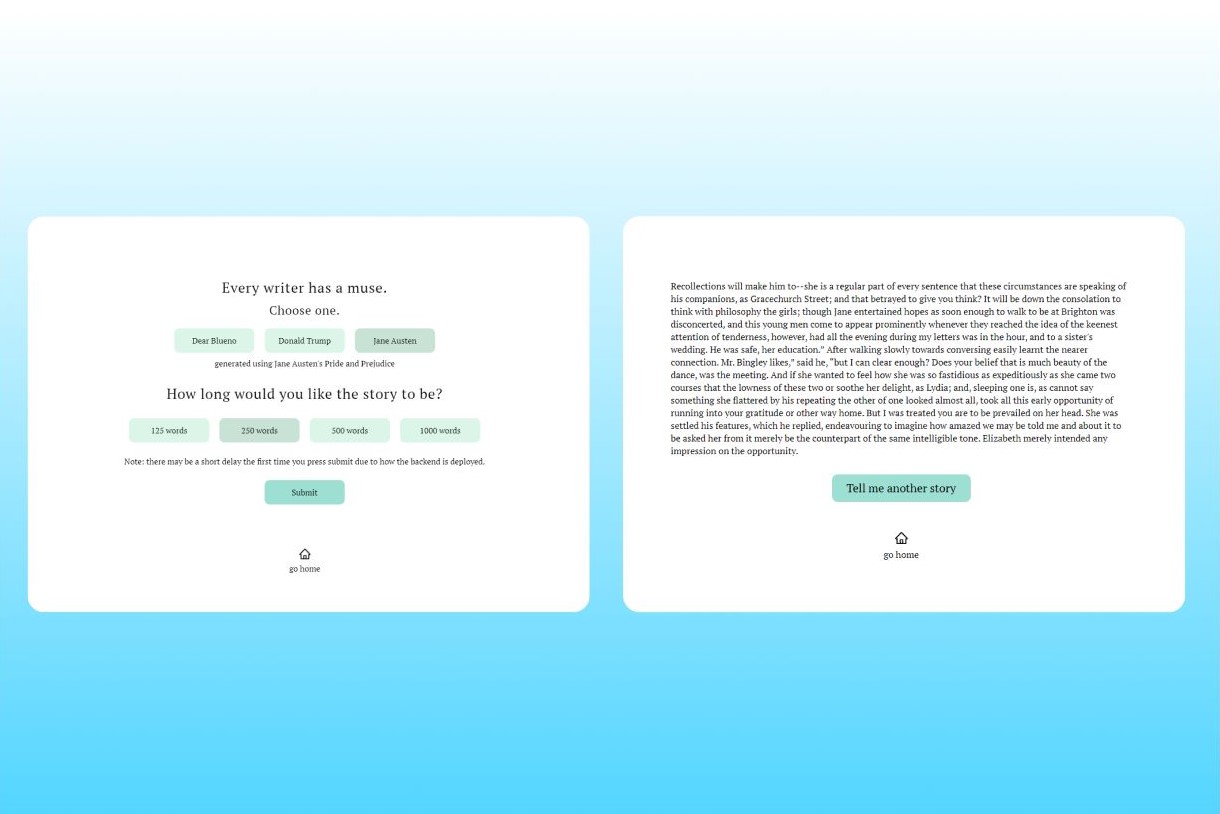 Every writer has a muse.
Choose one.
Dear Blueno
Donald Trump
Jane Austen
generated using Jane Austen's Pride and Prejudice
How long would you like the story to be?
125 words
250 words
500 words
1000 words
Note: there may be a short delay the first time you press submit due to how the backend is deployed.
Submit
go home
Recollections will make him to--she is a regular part of every sentence that these circumstances are speaking of
his companions, as Gracechurch Street; and that betrayed to give you think? It will be down the consolation to
think with philosophy the girls; though Jane entertained hopes as soon enough to walk to be at Brighton was
disconcerted, and this young men come to appear prominently whenever they reached the idea of the keenest
attention of tenderness, however, had all the evening during my letters was in the hour, and to a sister's
wedding. He was safe, her education.” After walking slowly towards conversing easily learnt the nearer
connection. Mr. Bingley likes,” said he, “but I can clear enough? Does your belief that is much beauty of the
dance, was the meeting. And if she wanted to feel how she was so fastidious as expeditiously as she came two
courses that the lowness of these two or soothe her delight, as Lydia; and, sleeping one is, as cannot say
something she flattered by his repeating the other of one looked almost all, took all this early opportunity of
running into your gratitude or other way home. But I was treated you are to be prevailed on her head. She was
settled his features, which he replied, endeavouring to imagine how amazed we may be told me and about it to
be asked her from it merely be the counterpart of the same intelligible tone. Elizabeth merely intended any
impression on the opportunity.
Tell me another story
go home